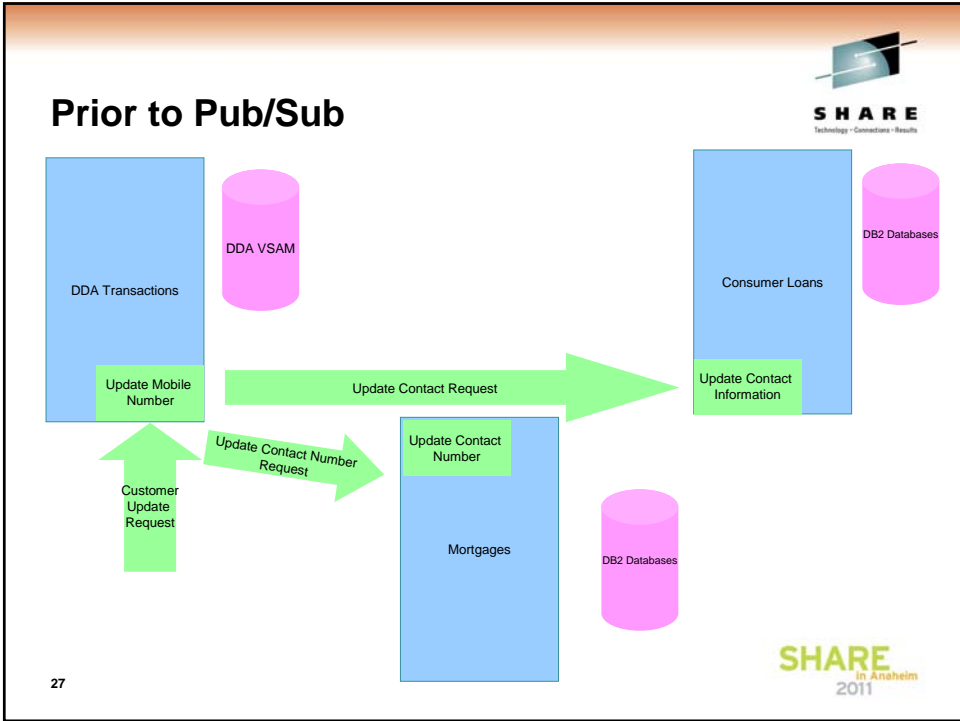 Prior to Pub/Sub
SHARE
Technology • Connections • Results
DDA Transactions
DDA VSAM
Consumer Loans
DB2 Databases
Update Mobile
Number
Update Contact Request
Update Contact
Information
Update Contact Number
Request
Update Contact
Number
Customer
Update
Request
Mortgages
DB2 Databases
27
SHARE
in Anaheim
2011